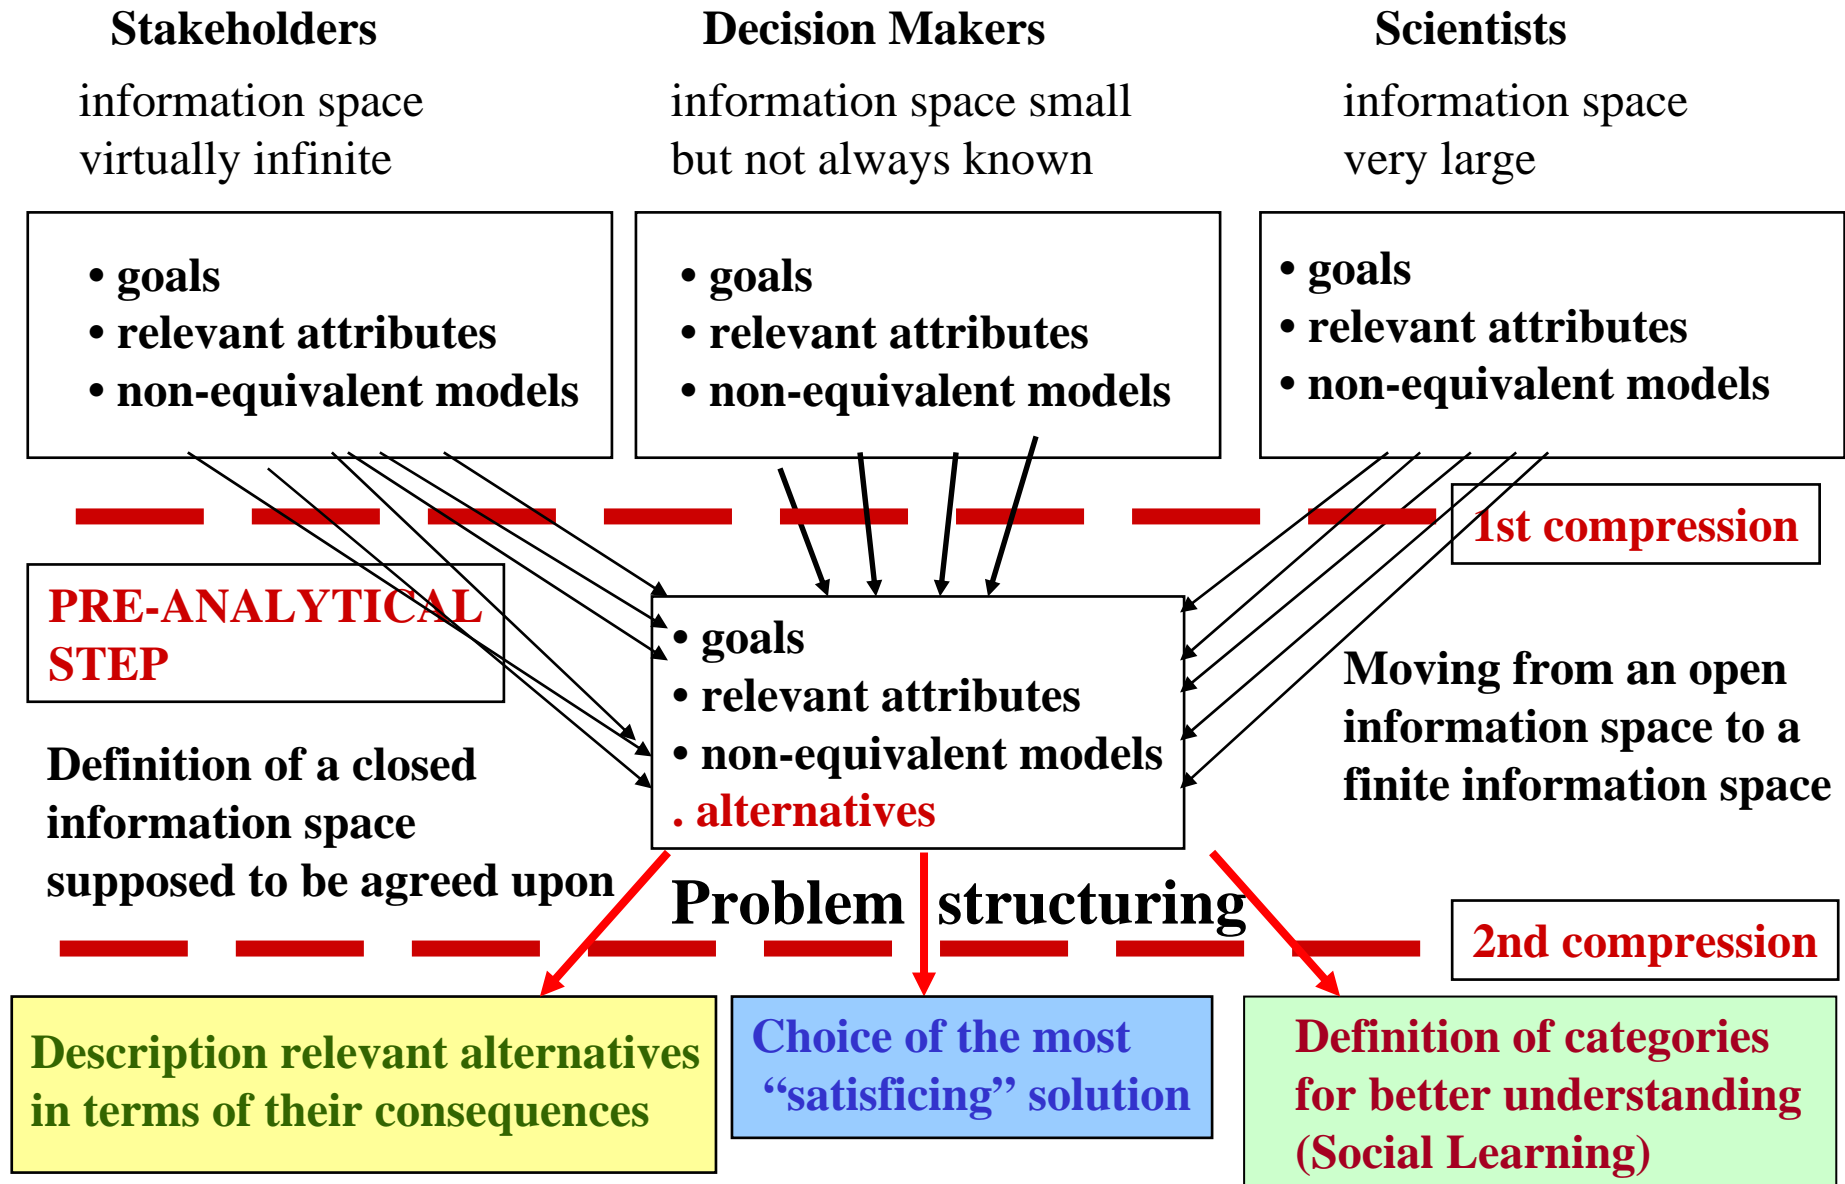 Stakeholders
information space
virtually infinite
Decision Makers
information space small
but not always known
Scientists
information space
very large
• goals
• relevant attributes
• non-equivalent models
• goals
• relevant attributes
• non-equivalent models
• goals
• relevant attributes
• non-equivalent models
1st compression
PRE-ANALYTICAL
STEP
Definition of a closed
information space
supposed to be agreed upon
• goals
• relevant attributes
• non-equivalent models
. alternatives
Moving from an open
information space to a
finite information space
Problem structuring
2nd compression
Description relevant alternatives
in terms of their consequences
Choice of the most
“satisficing” solution
Definition of categories
for better understanding
(Social Learning)